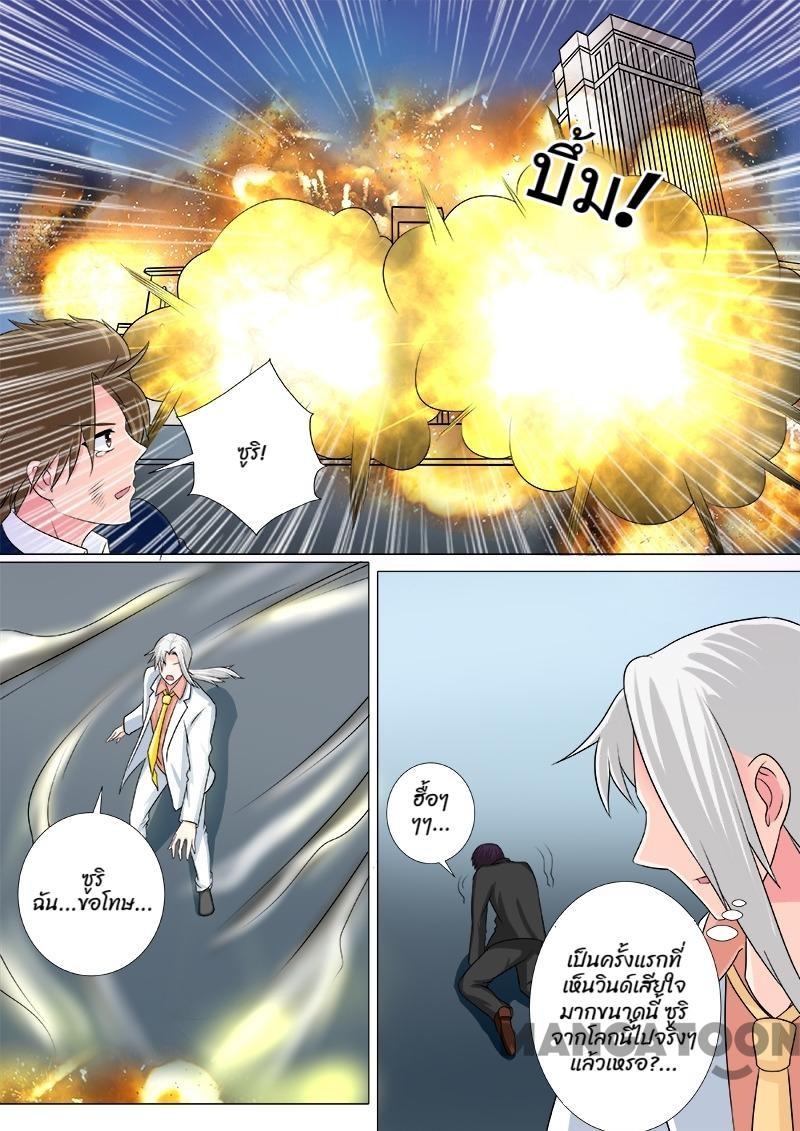 บึ้ม!
ซูริ!
ซูริ
ฉัน...ขอโทษ...
ฮื้อๆ
ๆๆ...
เป็นครั้งแรกที่
เห็นวินด์เสียใจ
มากขนาดนี้ ซูริ
จากโลกนี้ไปจริงๆ
แล้วเหรอ?...
MANGATOON